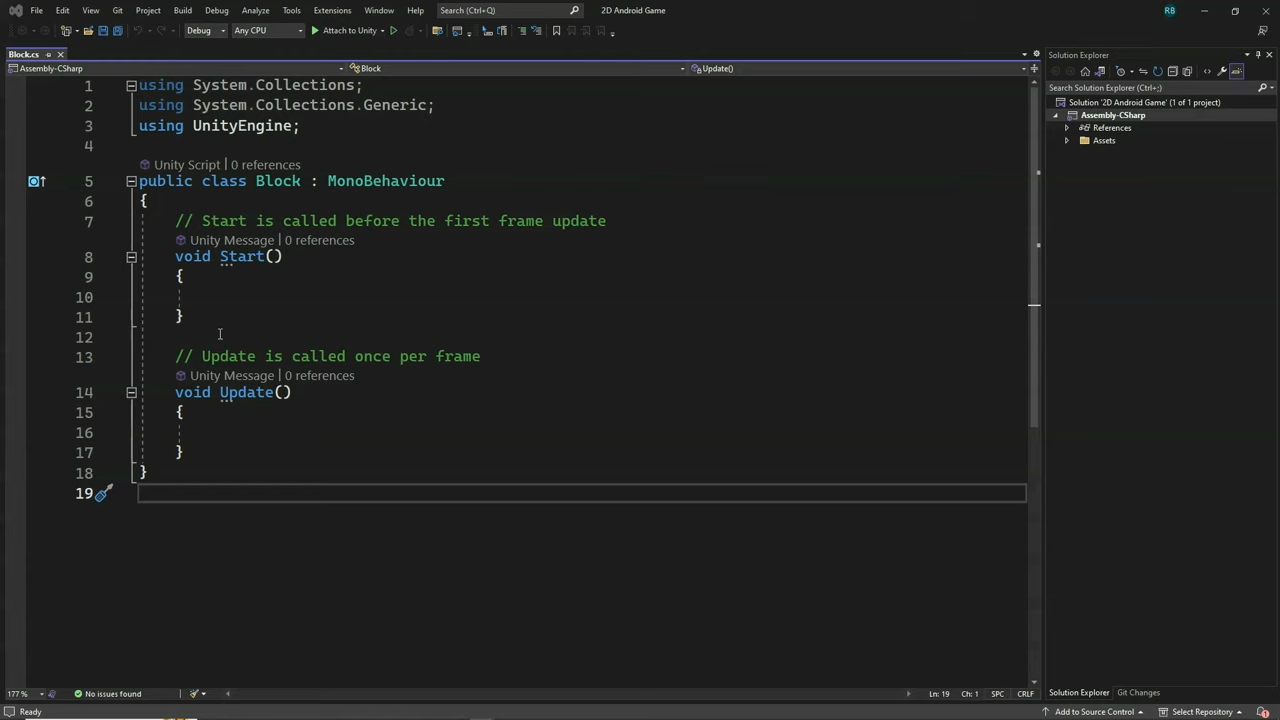 File Edit View Git Project Build Debug Analyze Tools Extensions Window Help Search (Ctrl+Q) 2D Android Game RB
Debug Any CPU Attach to Unity
Block.cs
Assembly-CSharp Block Update()
Solution Explorer
Search Solution Explorer (Ctrl+;)
Solution '2D Android Game' (1 of 1 project)
Assembly-CSharp
References
Assets
1 using System.Collections;
2 using System.Collections.Generic;
3 using UnityEngine;
4
Unity Script | 0 references
5 public class Block : MonoBehaviour
6 {
7 // Start is called before the first frame update
Unity Message | 0 references
8 void Start()
9 {
10
11 }
12
13 // Update is called once per frame
Unity Message | 0 references
14 void Update()
15 {
16
17 }
18 }
19
177 % No issues found Ln: 19 Ch: 1 SPC CRLF
Solution Explorer Git Changes
Ready Add to Source Control Select Repository 1